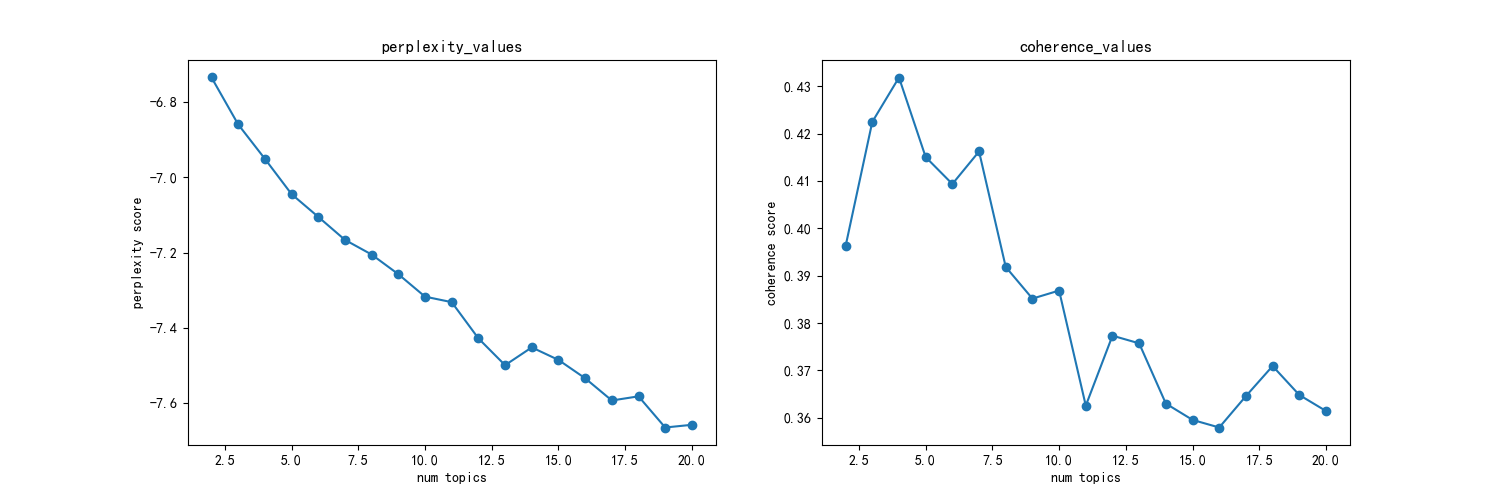 perplexity_values
perplexity score
-6.8
-7.0
-7.2
-7.4
-7.6
2.5 5.0 7.5 10.0 12.5 15.0 17.5 20.0
num topics
coherence_values
coherence score
0.43
0.42
0.41
0.40
0.39
0.38
0.37
0.36
2.5 5.0 7.5 10.0 12.5 15.0 17.5 20.0
num topics